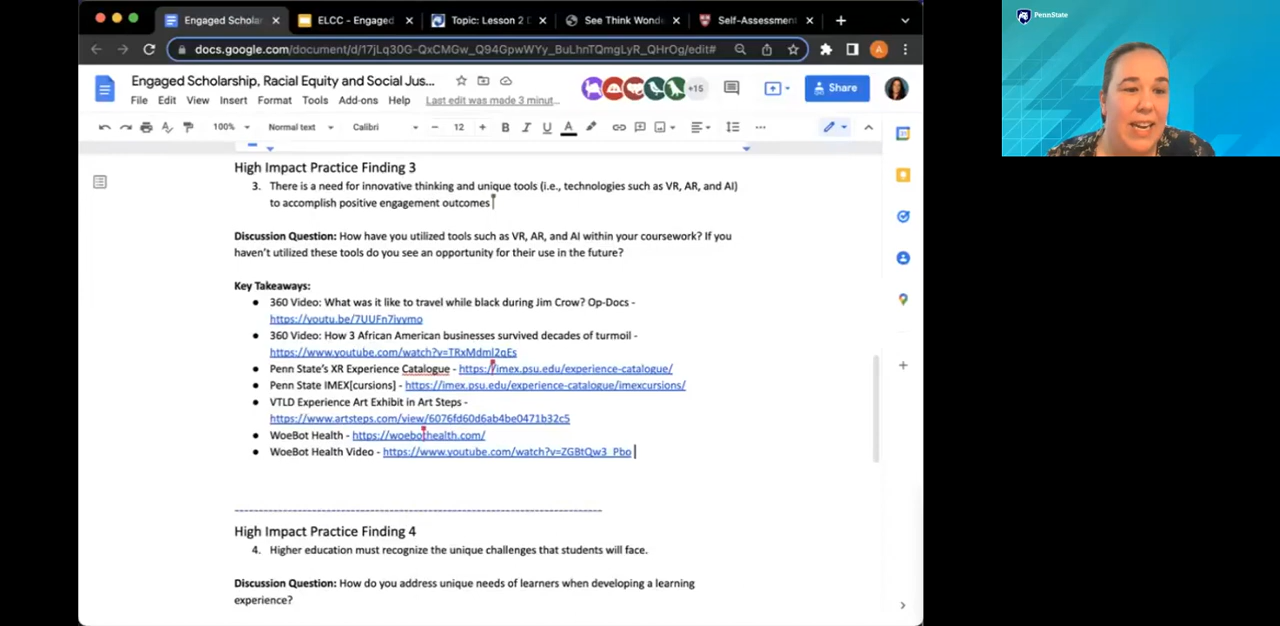 Engaged Schola
ELCC - Engaged
Topic: Lesson 2 D
See Think Wond
Self-Assessment
docs.google.com/document/d/17jLq30G-QxCMGw_Q94GpwWYy_BuLhnTQmgLyR_QHrOg/edit#
A
Engaged Scholarship, Racial Equity and Social Jus...
+15
Share
File Edit View Insert Format Tools Add-ons Help Last edit was made 3 minut...
100% Normal text Calibri 12 B I U A
High Impact Practice Finding 3
3. There is a need for innovative thinking and unique tools (i.e., technologies such as VR, AR, and AI)
to accomplish positive engagement outcomes
Discussion Question: How have you utilized tools such as VR, AR, and AI within your coursework? If you
haven't utilized these tools do you see an opportunity for their use in the future?
Key Takeaways:
● 360 Video: What was it like to travel while black during Jim Crow? Op-Docs -
https://youtu.be/7UUFn7jyvmo
● 360 Video: How 3 African American businesses survived decades of turmoil -
https://www.youtube.com/watch?v=TRxMdml2qEs
● Penn State's XR Experience Catalogue - https://imex.psu.edu/experience-catalogue/
● Penn State IMEX[cursions] - https://imex.psu.edu/experience-catalogue/imexcursions/
● VTLD Experience Art Exhibit in Art Steps -
https://www.artsteps.com/view/6076fd60d6ab4be0471b32c5
● WoeBot Health - https://woebothealth.com/
● WoeBot Health Video - https://www.youtube.com/watch?v=ZGBtQw3_Pbo
High Impact Practice Finding 4
4. Higher education must recognize the unique challenges that students will face.
Discussion Question: How do you address unique needs of learners when developing a learning
experience?
PennState